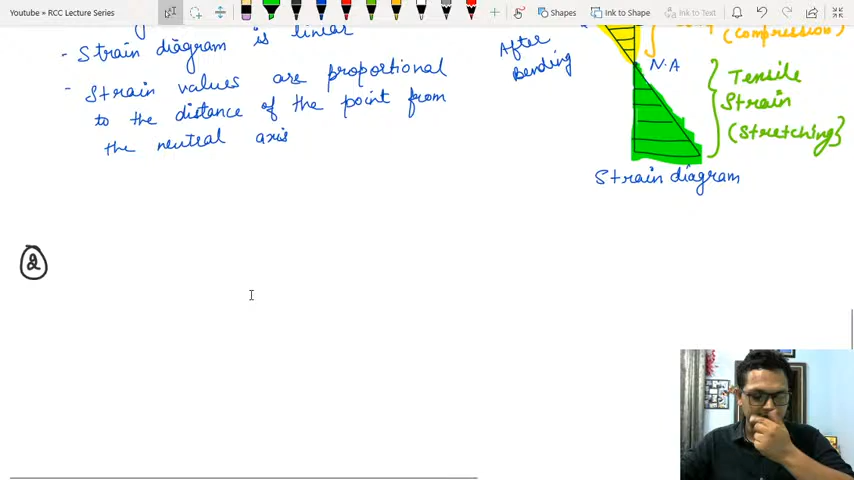 Youtube » RCC Lecture Series
Shapes
Ink to Shape
Ink to Text
- Strain diagram is linear
- Strain values are proportional
to the distance of the point from
the neutral axis
After
Bending
(compression)
N.A
Tensile
Strain
(Stretching)
Strain diagram
2